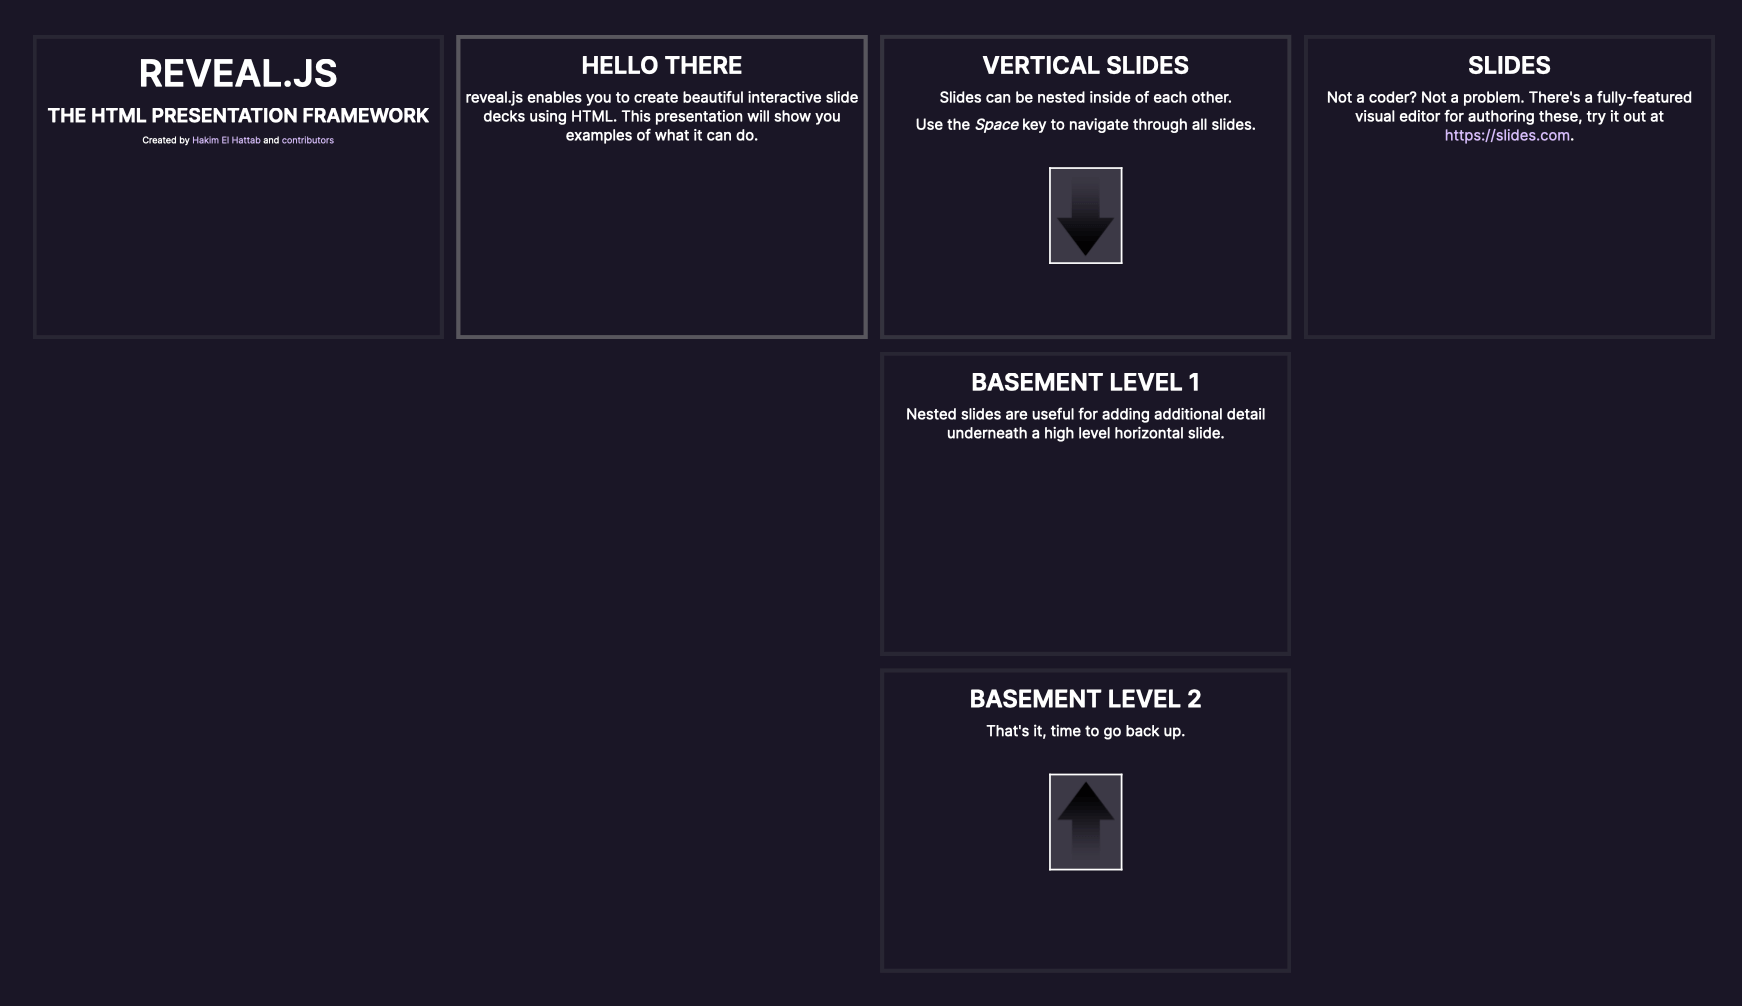 REVEAL.JS
THE HTML PRESENTATION FRAMEWORK
Created by Hakim El Hattab and contributors
HELLO THERE
reveal.js enables you to create beautiful interactive slide
decks using HTML. This presentation will show you
examples of what it can do.
VERTICAL SLIDES
Slides can be nested inside of each other.
Use the Space key to navigate through all slides.
SLIDES
Not a coder? Not a problem. There's a fully-featured
visual editor for authoring these, try it out at
https://slides.com.
BASEMENT LEVEL 1
Nested slides are useful for adding additional detail
underneath a high level horizontal slide.
BASEMENT LEVEL 2
That's it, time to go back up.